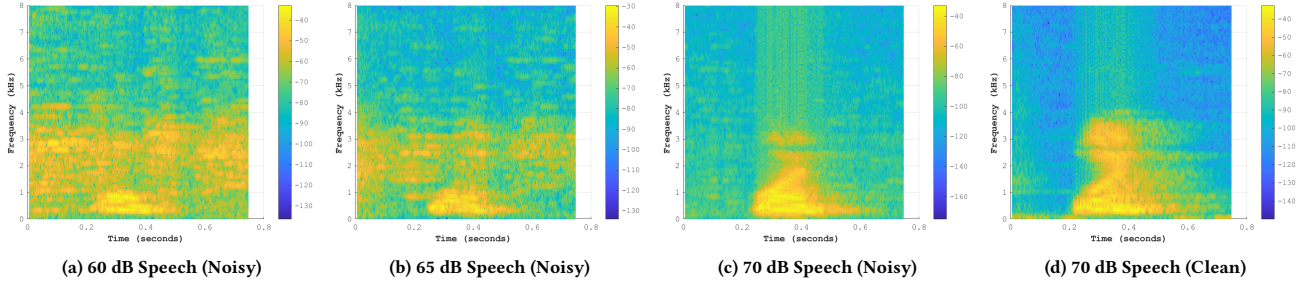 8 7 6 5 4 3 2 1 0
Frequency (kHz)
0 0.2 0.4 0.6 0.8
Time (seconds)
−40 −50 −60 −70 −80 −90 −100 −110 −120 −130
(a) 60 dB Speech (Noisy)
8 7 6 5 4 3 2 1 0
Frequency (kHz)
0 0.2 0.4 0.6 0.8
Time (seconds)
−30 −40 −50 −60 −70 −80 −90 −100 −110 −120 −130
(b) 65 dB Speech (Noisy)
8 7 6 5 4 3 2 1 0
Frequency (kHz)
0 0.2 0.4 0.6 0.8
Time (seconds)
−40 −60 −80 −100 −120 −140 −160
(c) 70 dB Speech (Noisy)
8 7 6 5 4 3 2 1 0
Frequency (kHz)
0 0.2 0.4 0.6 0.8
Time (seconds)
−40 −60 −80 −100 −120 −140
(d) 70 dB Speech (Clean)